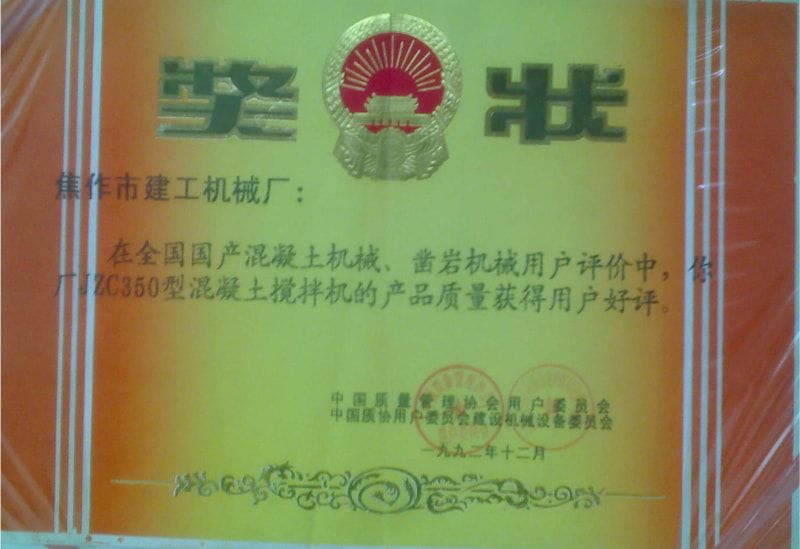 奖状
焦作市建工机械厂：
在全国国产混凝土机械、凿岩机械用户评价中，你
厂JZC350型混凝土搅拌机的产品质量获得用户好评。
中国质量管理协会用户委员会
中国质协用户委员会建设机械设备委员会
一九九二年十二月